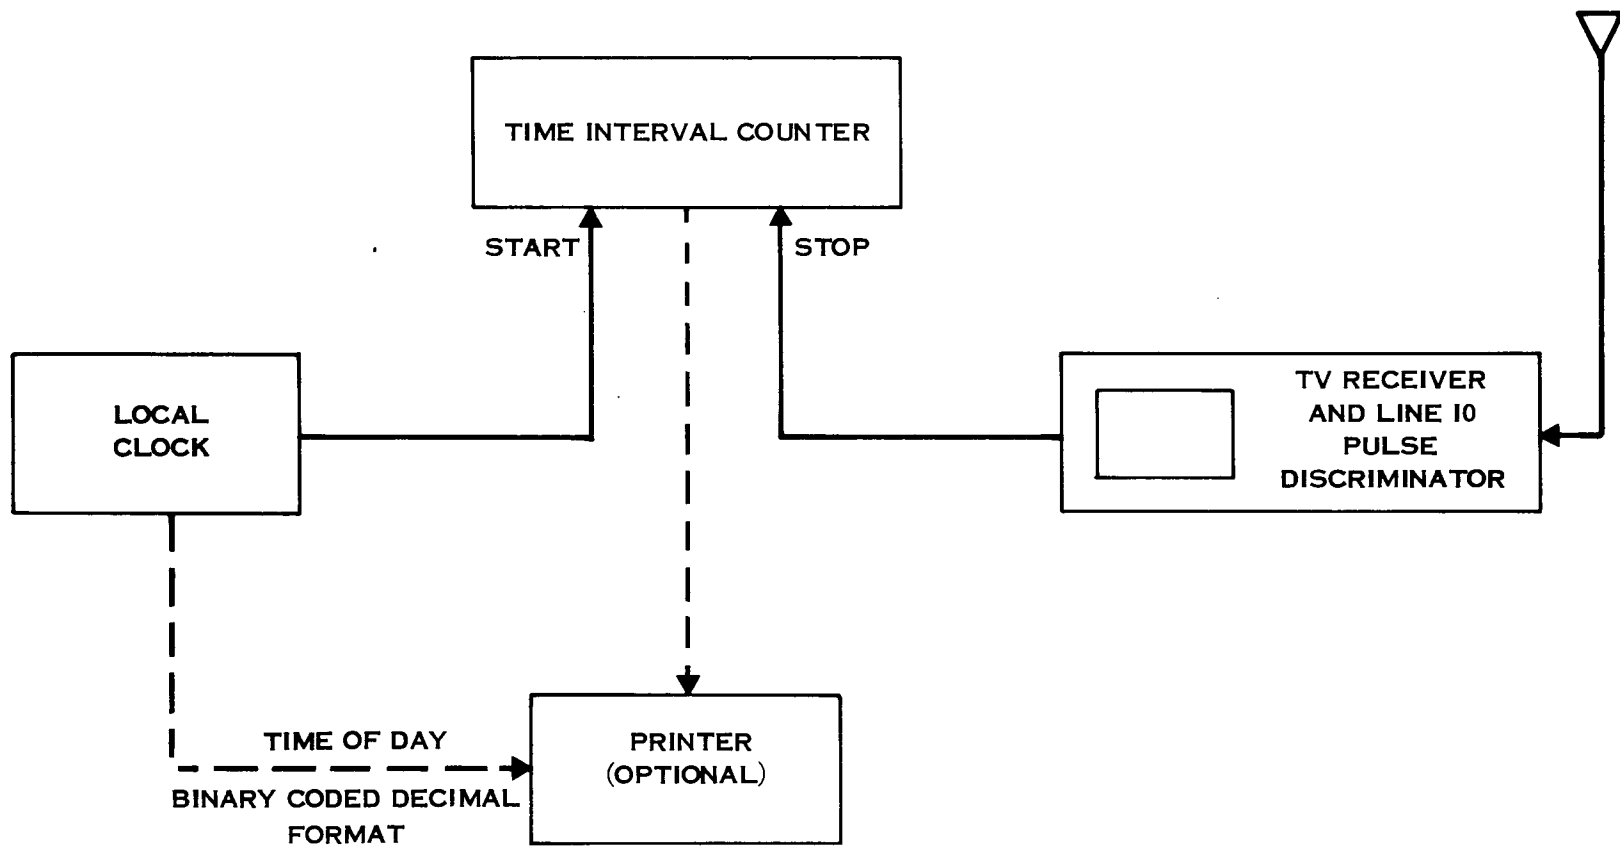 TIME INTERVAL COUNTER
START
STOP
LOCAL
CLOCK
TV RECEIVER
AND LINE 10
PULSE
DISCRIMINATOR
TIME OF DAY
BINARY CODED DECIMAL
FORMAT
PRINTER
(OPTIONAL)